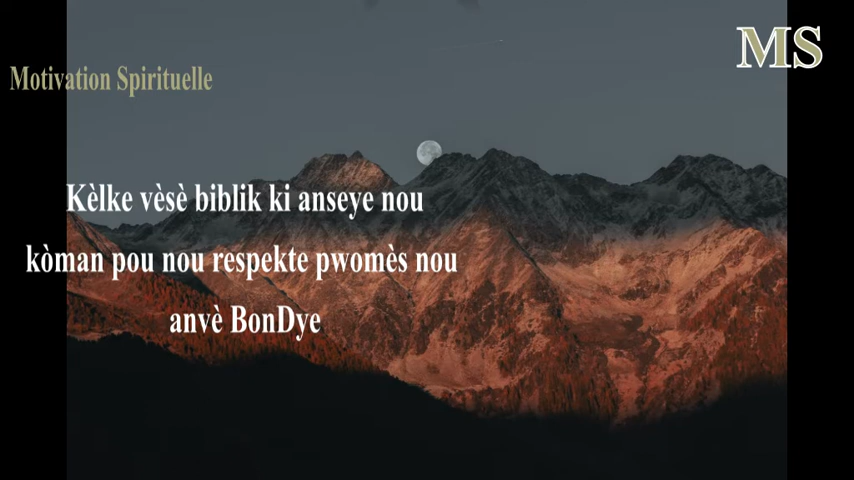 MS
Motivation Spirituelle
Kèlke vèsè biblik ki anseye nou
kòman pou nou respekte pwomès nou
anvè BonDye